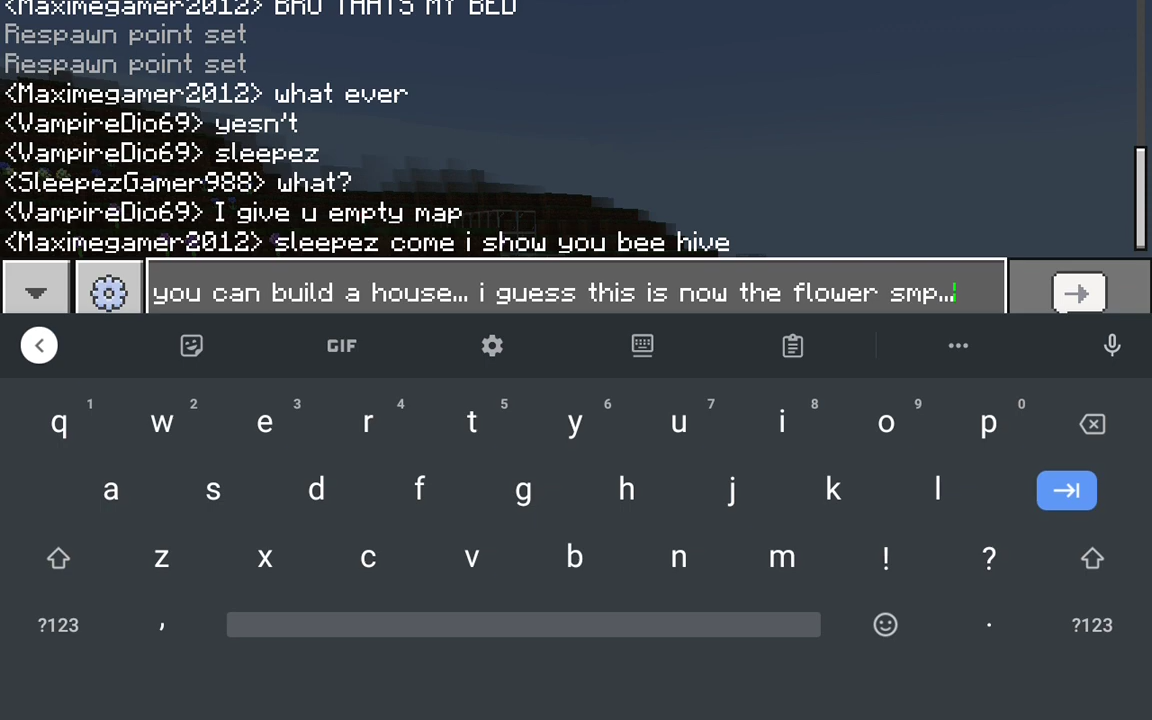 <Maximegamer2012> BRO THATS MY BED
Respawn point set
Respawn point set
<Maximegamer2012> what ever
<VampireDio69> yesn't
<VampireDio69> sleepez
<SleepezGamer988> what?
<VampireDio69> I give u empty map
<Maximegamer2012> sleepez come i show you bee hive
you can build a house... i guess this is now the flower smp...
GIF
q 1 w 2 e 3 r 4 t 5 y 6 u 7 i 8 o 9 p 0
a s d f g h j k l
z x c v b n m ! ?
?123 , . ?123